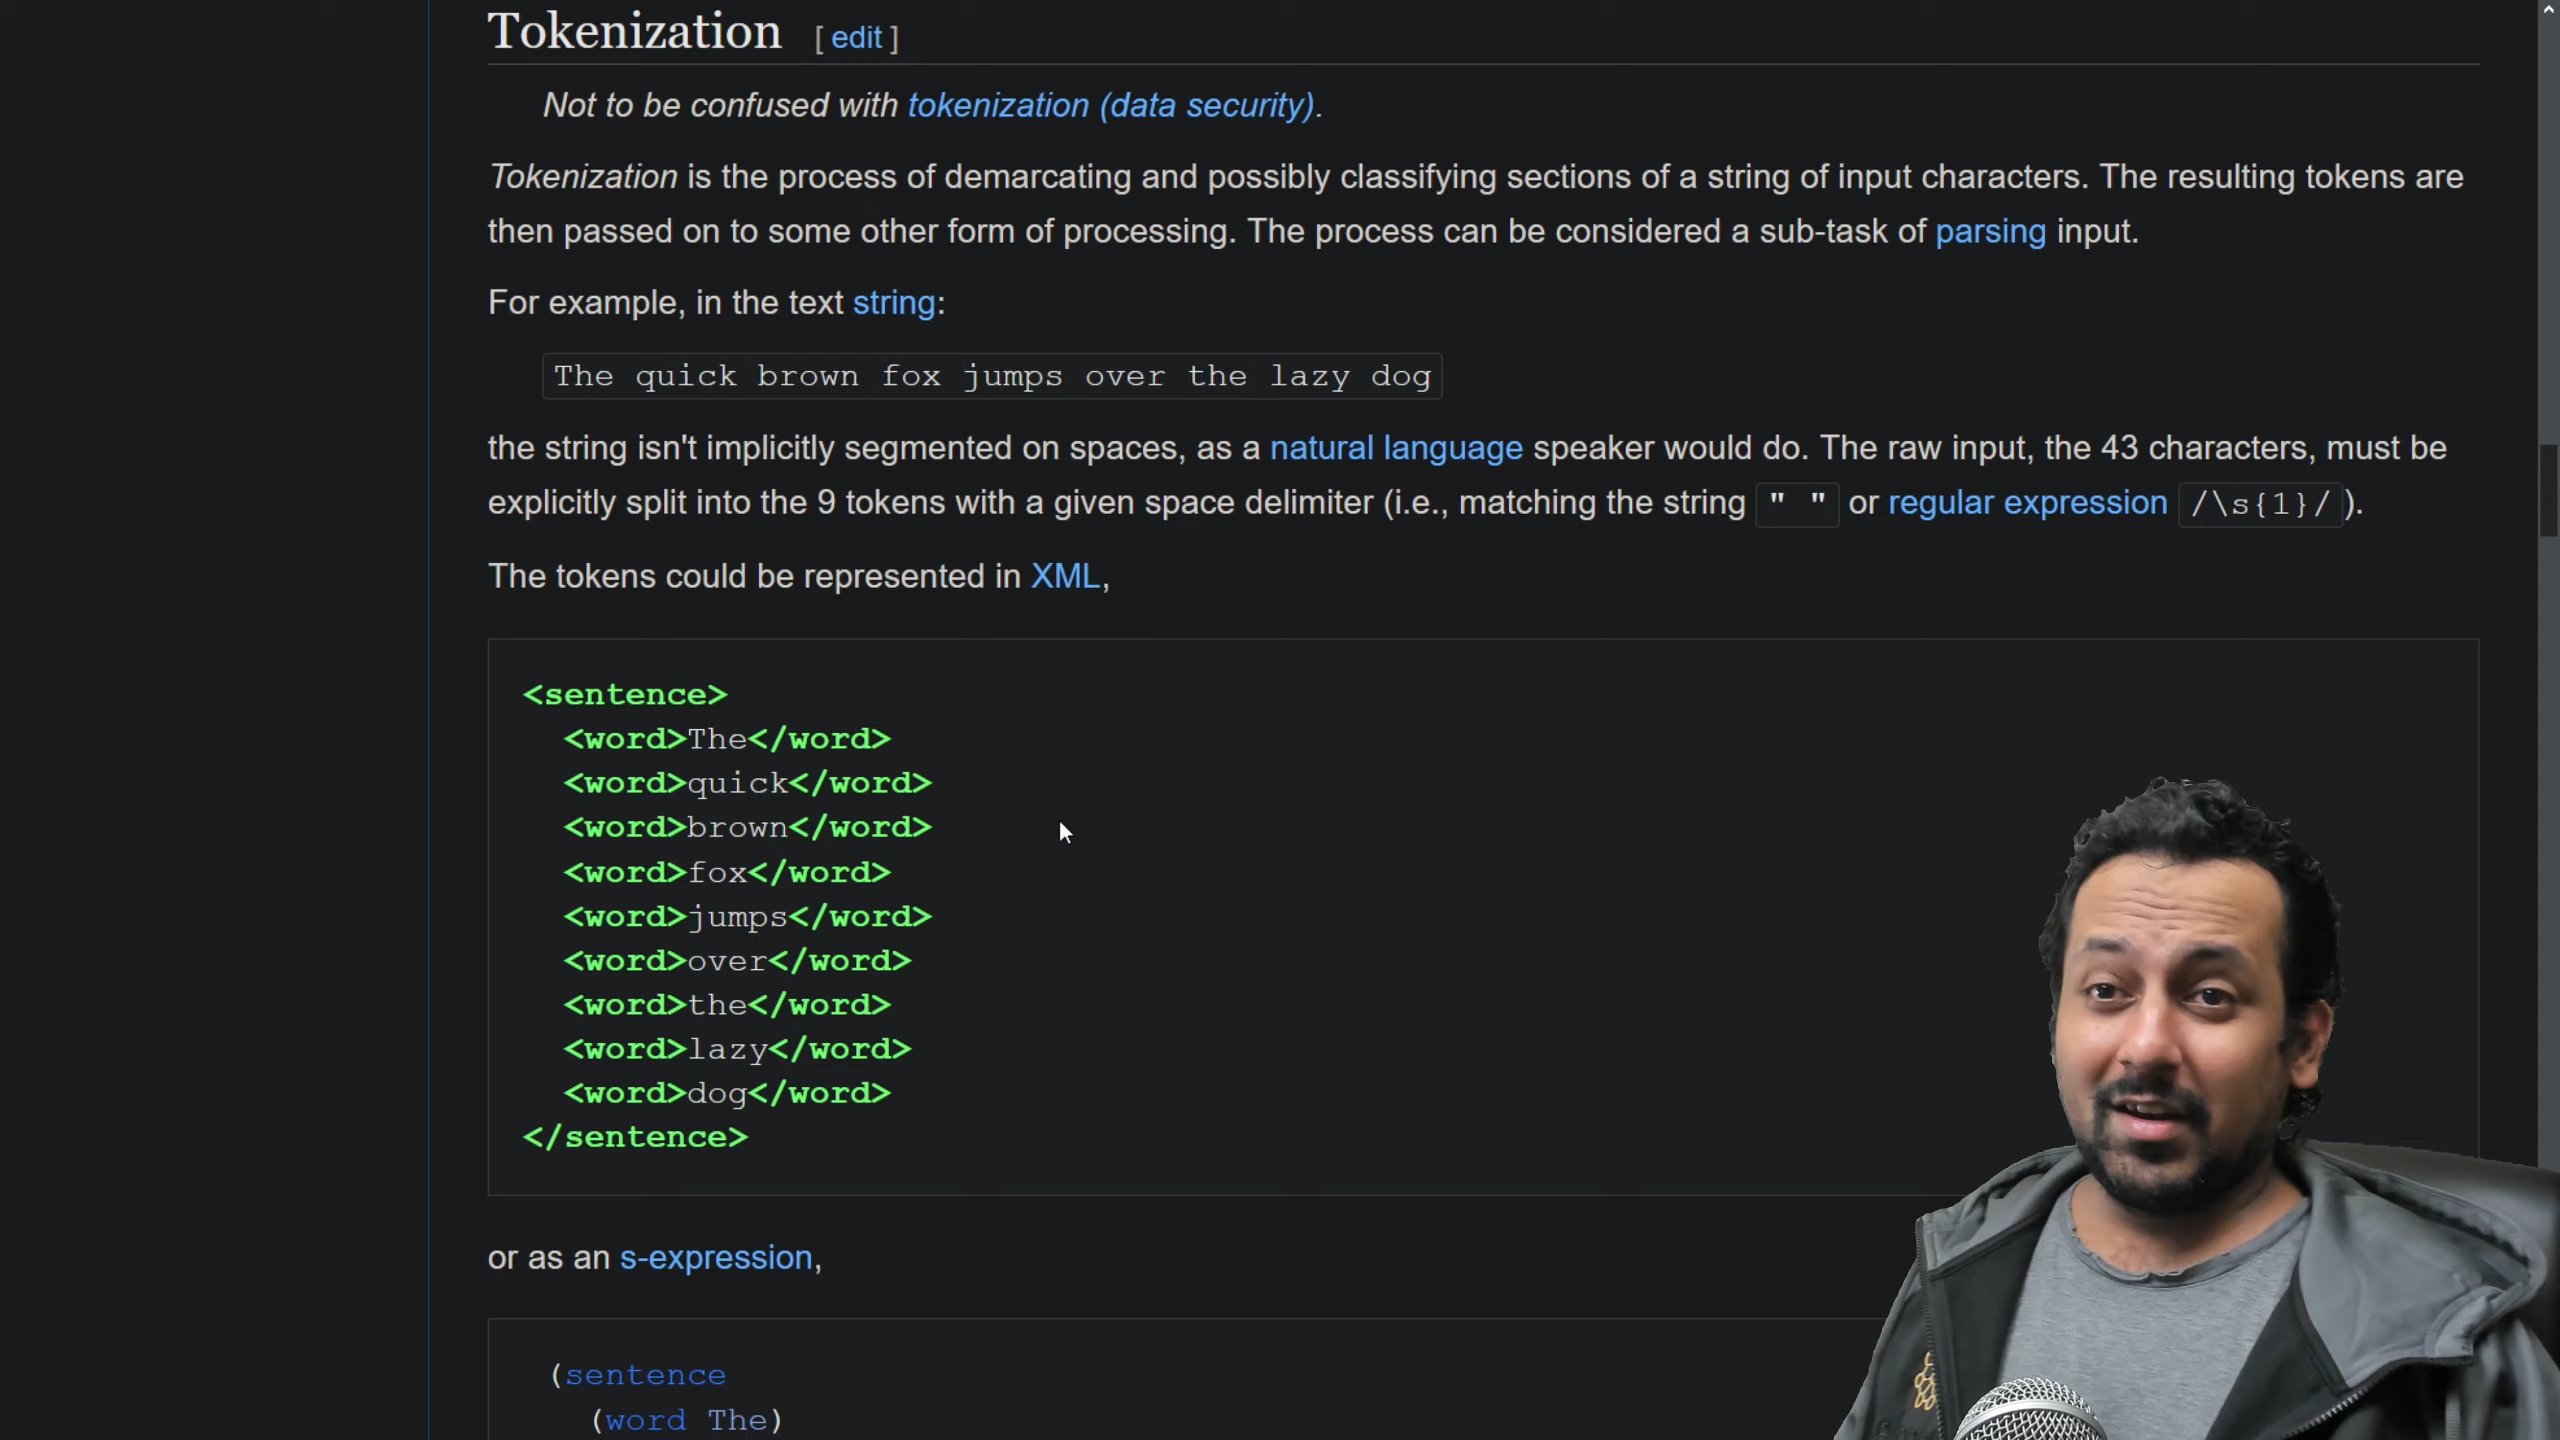 Tokenization [ edit ]
Not to be confused with tokenization (data security).
Tokenization is the process of demarcating and possibly classifying sections of a string of input characters. The resulting tokens are
then passed on to some other form of processing. The process can be considered a sub-task of parsing input.
For example, in the text string:
The quick brown fox jumps over the lazy dog
the string isn't implicitly segmented on spaces, as a natural language speaker would do. The raw input, the 43 characters, must be
explicitly split into the 9 tokens with a given space delimiter (i.e., matching the string " " or regular expression /\s{1}/).
The tokens could be represented in XML,
<sentence>
<word>The</word>
<word>quick</word>
<word>brown</word>
<word>fox</word>
<word>jumps</word>
<word>over</word>
<word>the</word>
<word>lazy</word>
<word>dog</word>
</sentence>
or as an s-expression,
(sentence
(word The)